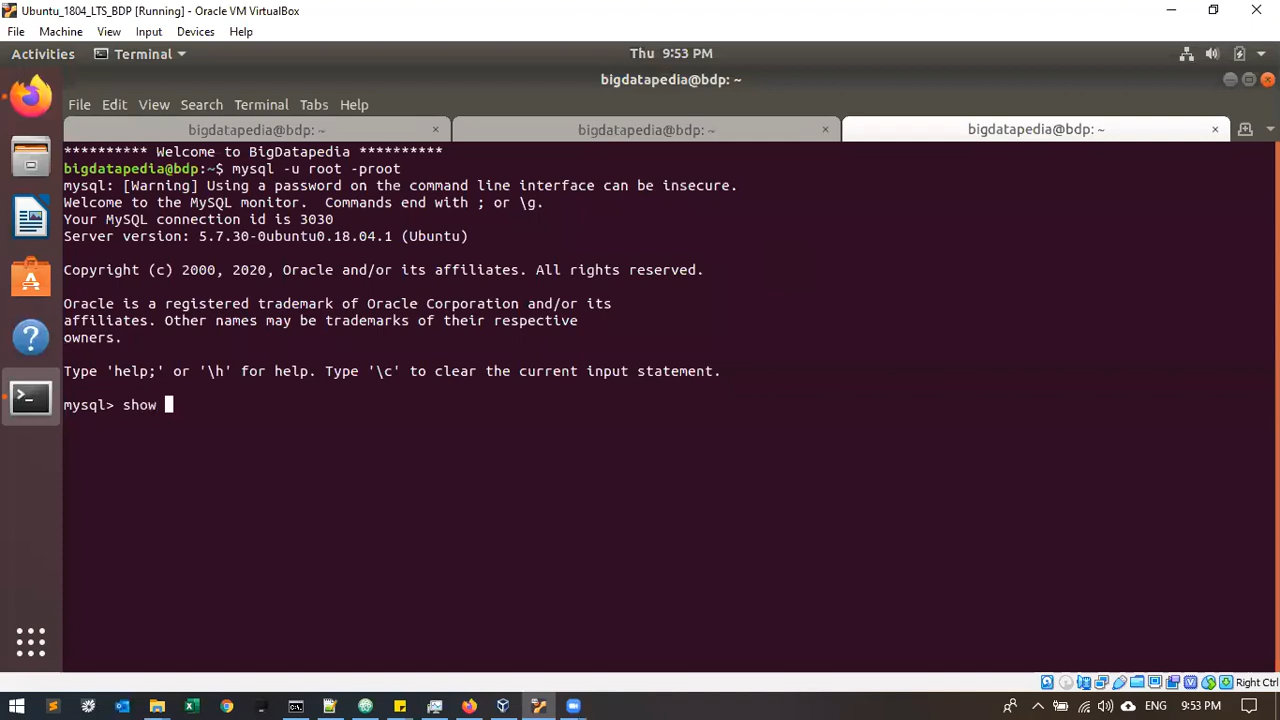 Ubuntu_1804_LTS_BDP [Running] - Oracle VM VirtualBox
File Machine View Input Devices Help
Activities Terminal Thu 9:53 PM
bigdatapedia@bdp: ~
File Edit View Search Terminal Tabs Help
bigdatapedia@bdp: ~ × bigdatapedia@bdp: ~ × bigdatapedia@bdp: ~ ×
********** Welcome to BigDatapedia **********
bigdatapedia@bdp:~$ mysql -u root -proot
mysql: [Warning] Using a password on the command line interface can be insecure.
Welcome to the MySQL monitor.  Commands end with ; or \g.
Your MySQL connection id is 3030
Server version: 5.7.30-0ubuntu0.18.04.1 (Ubuntu)
Copyright (c) 2000, 2020, Oracle and/or its affiliates. All rights reserved.
Oracle is a registered trademark of Oracle Corporation and/or its
affiliates. Other names may be trademarks of their respective
owners.
Type 'help;' or '\h' for help. Type '\c' to clear the current input statement.
mysql> show
Right Ctrl
ENG 9:53 PM